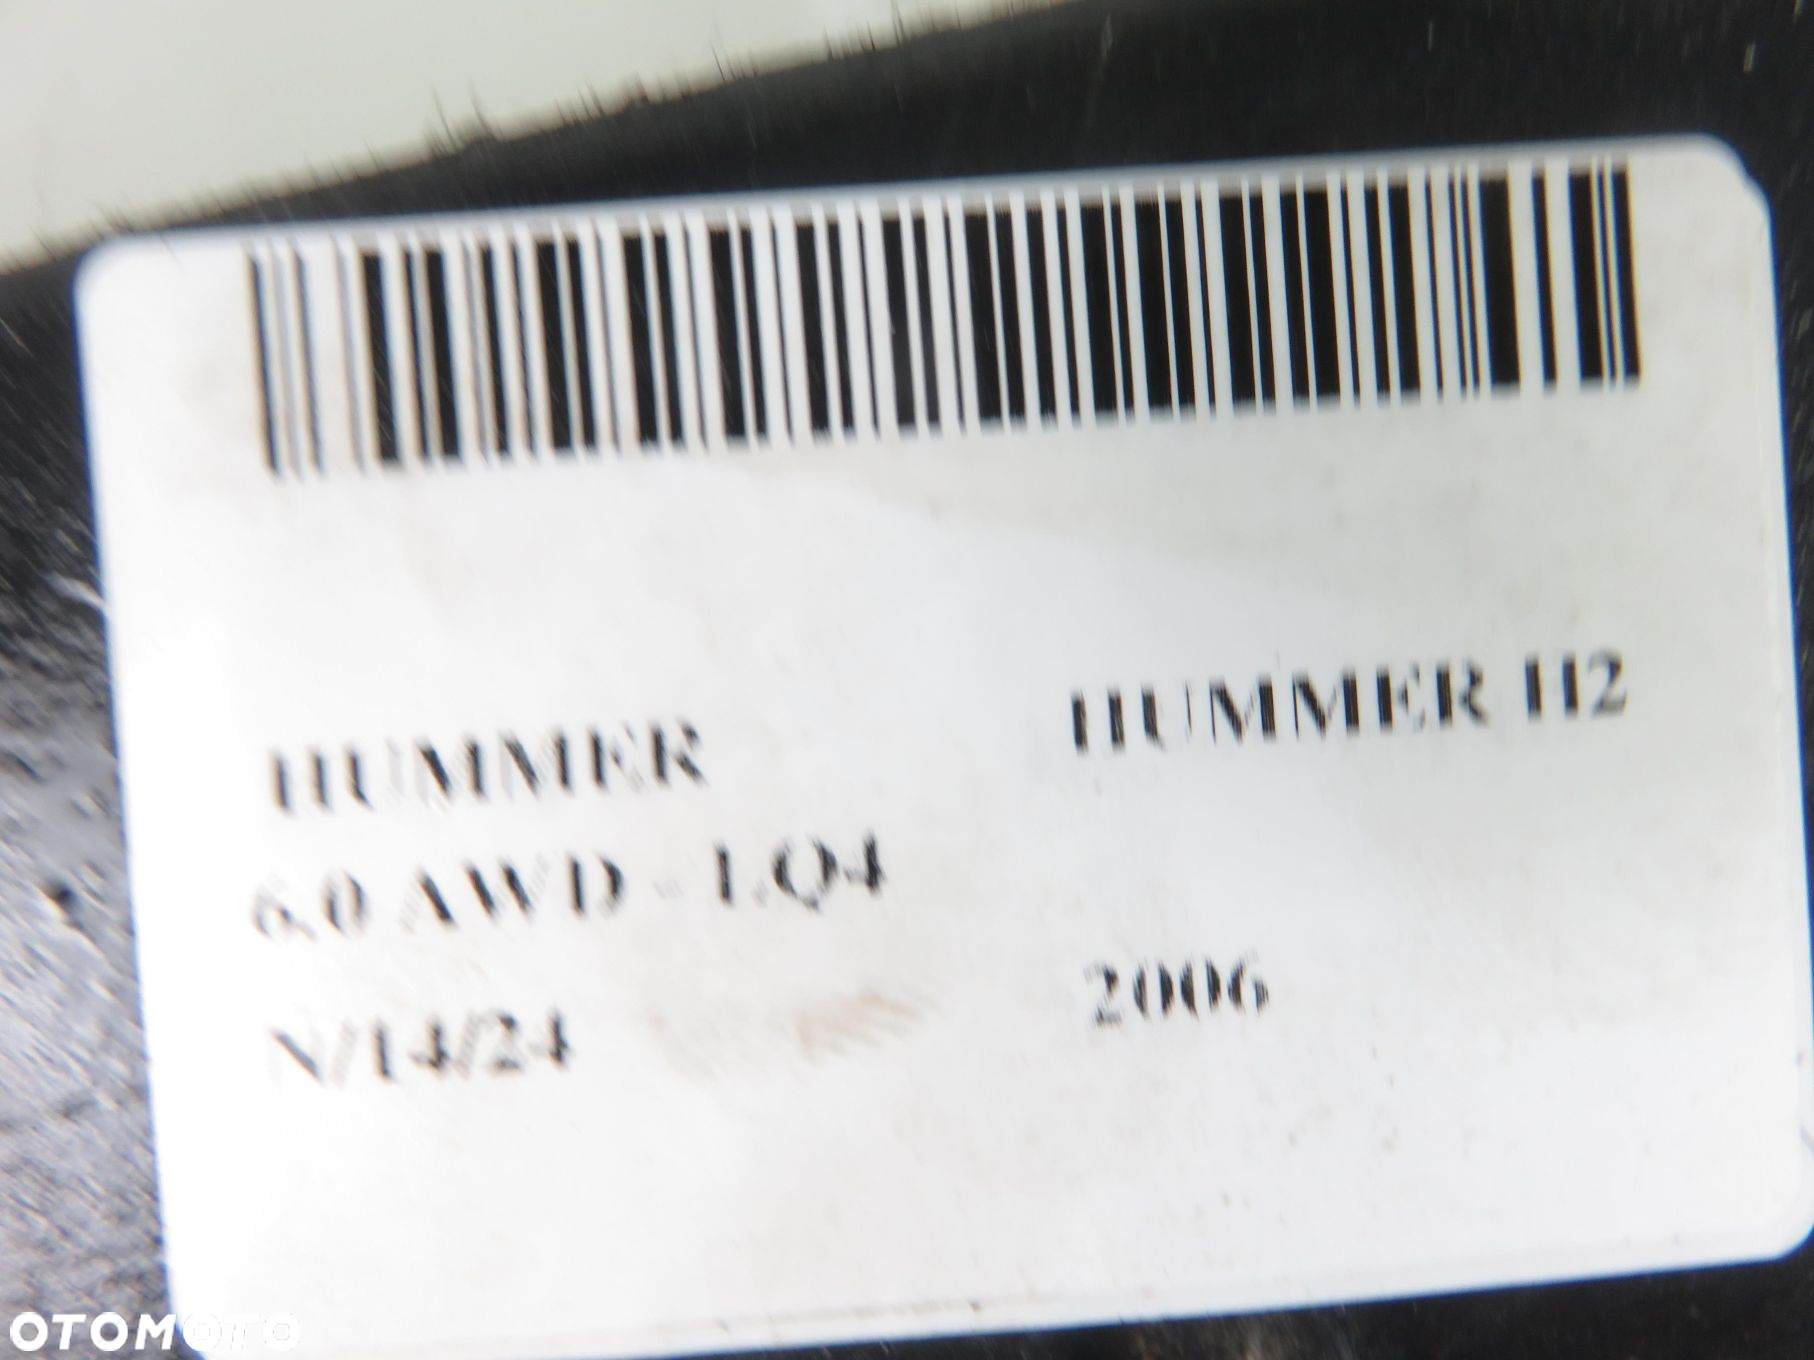 HUMMER HUMMER H2
6.0 AWD - LQ4
N/14/24 2006
OTOMOTO